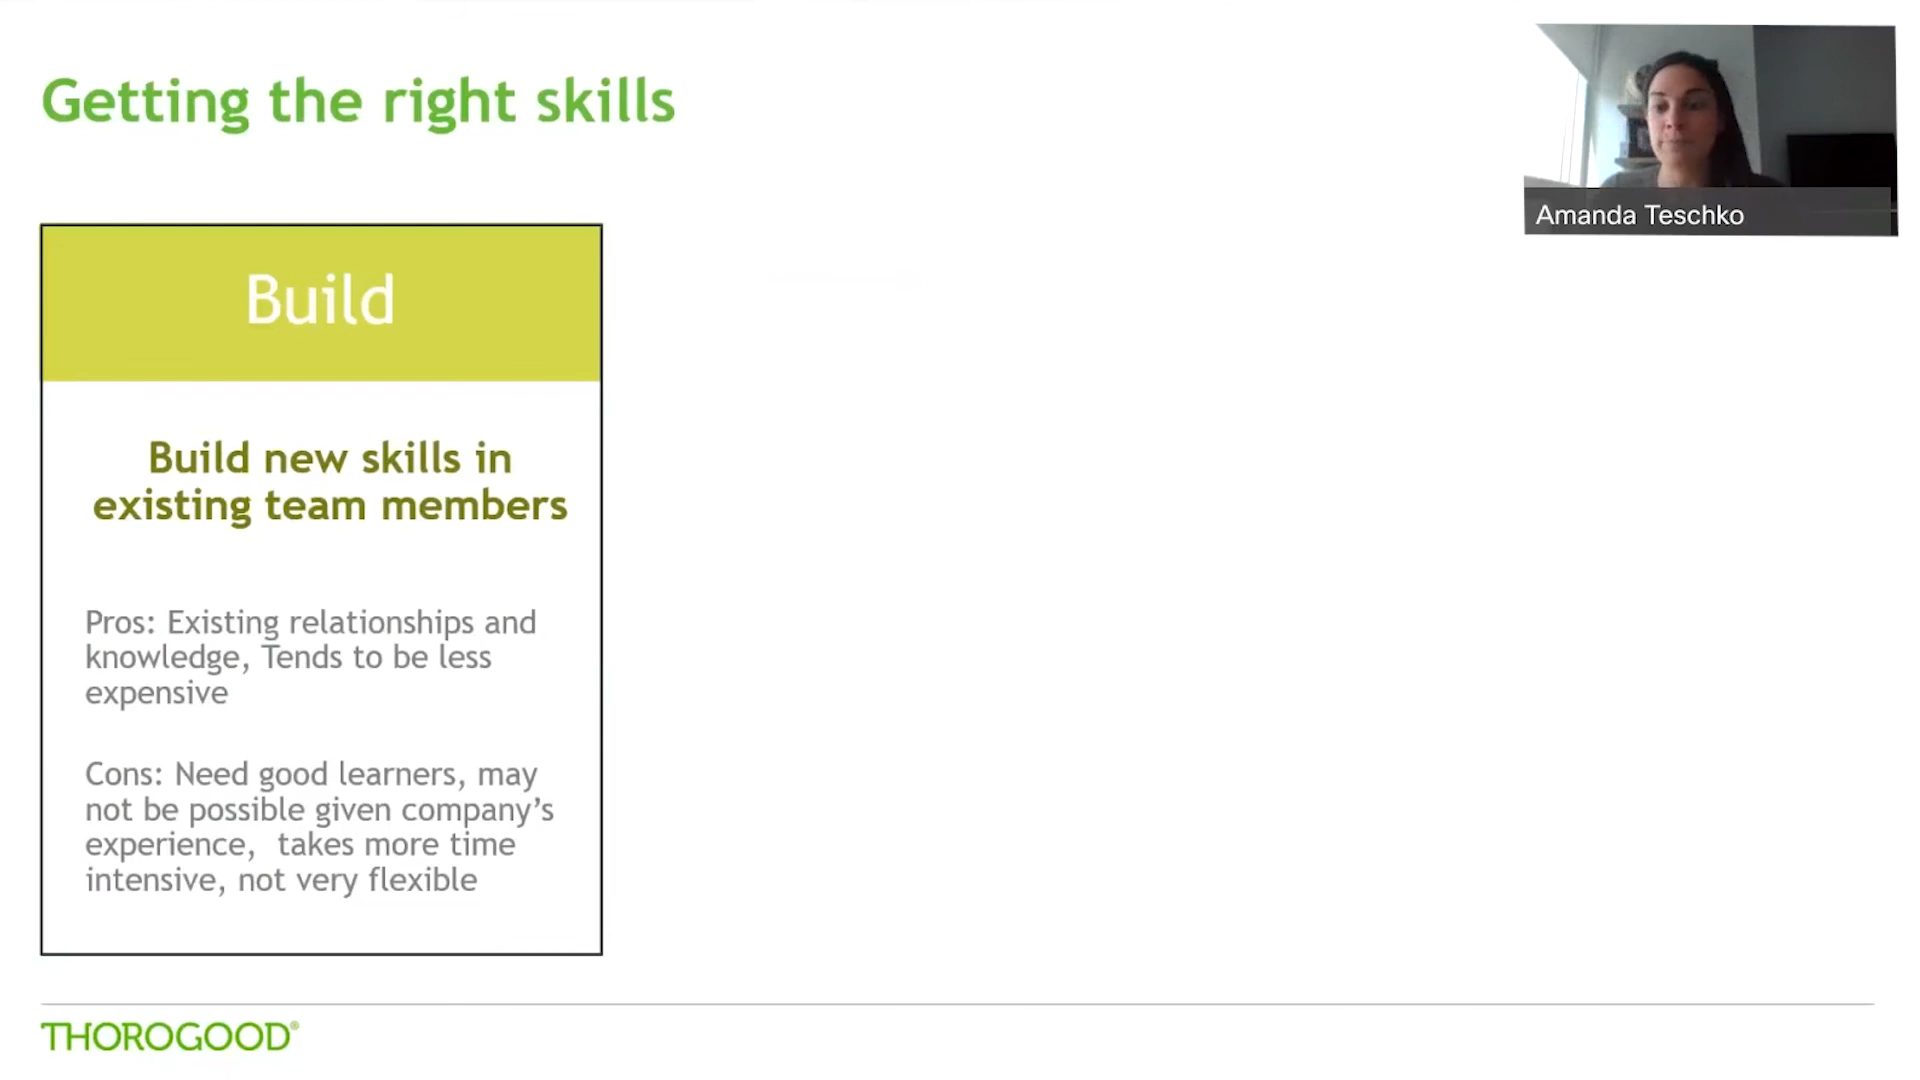 Getting the right skills
Amanda Teschko
Build
Build new skills in
existing team members
Pros: Existing relationships and
knowledge, Tends to be less
expensive
Cons: Need good learners, may
not be possible given company’s
experience,  takes more time
intensive, not very flexible
THOROGOOD®